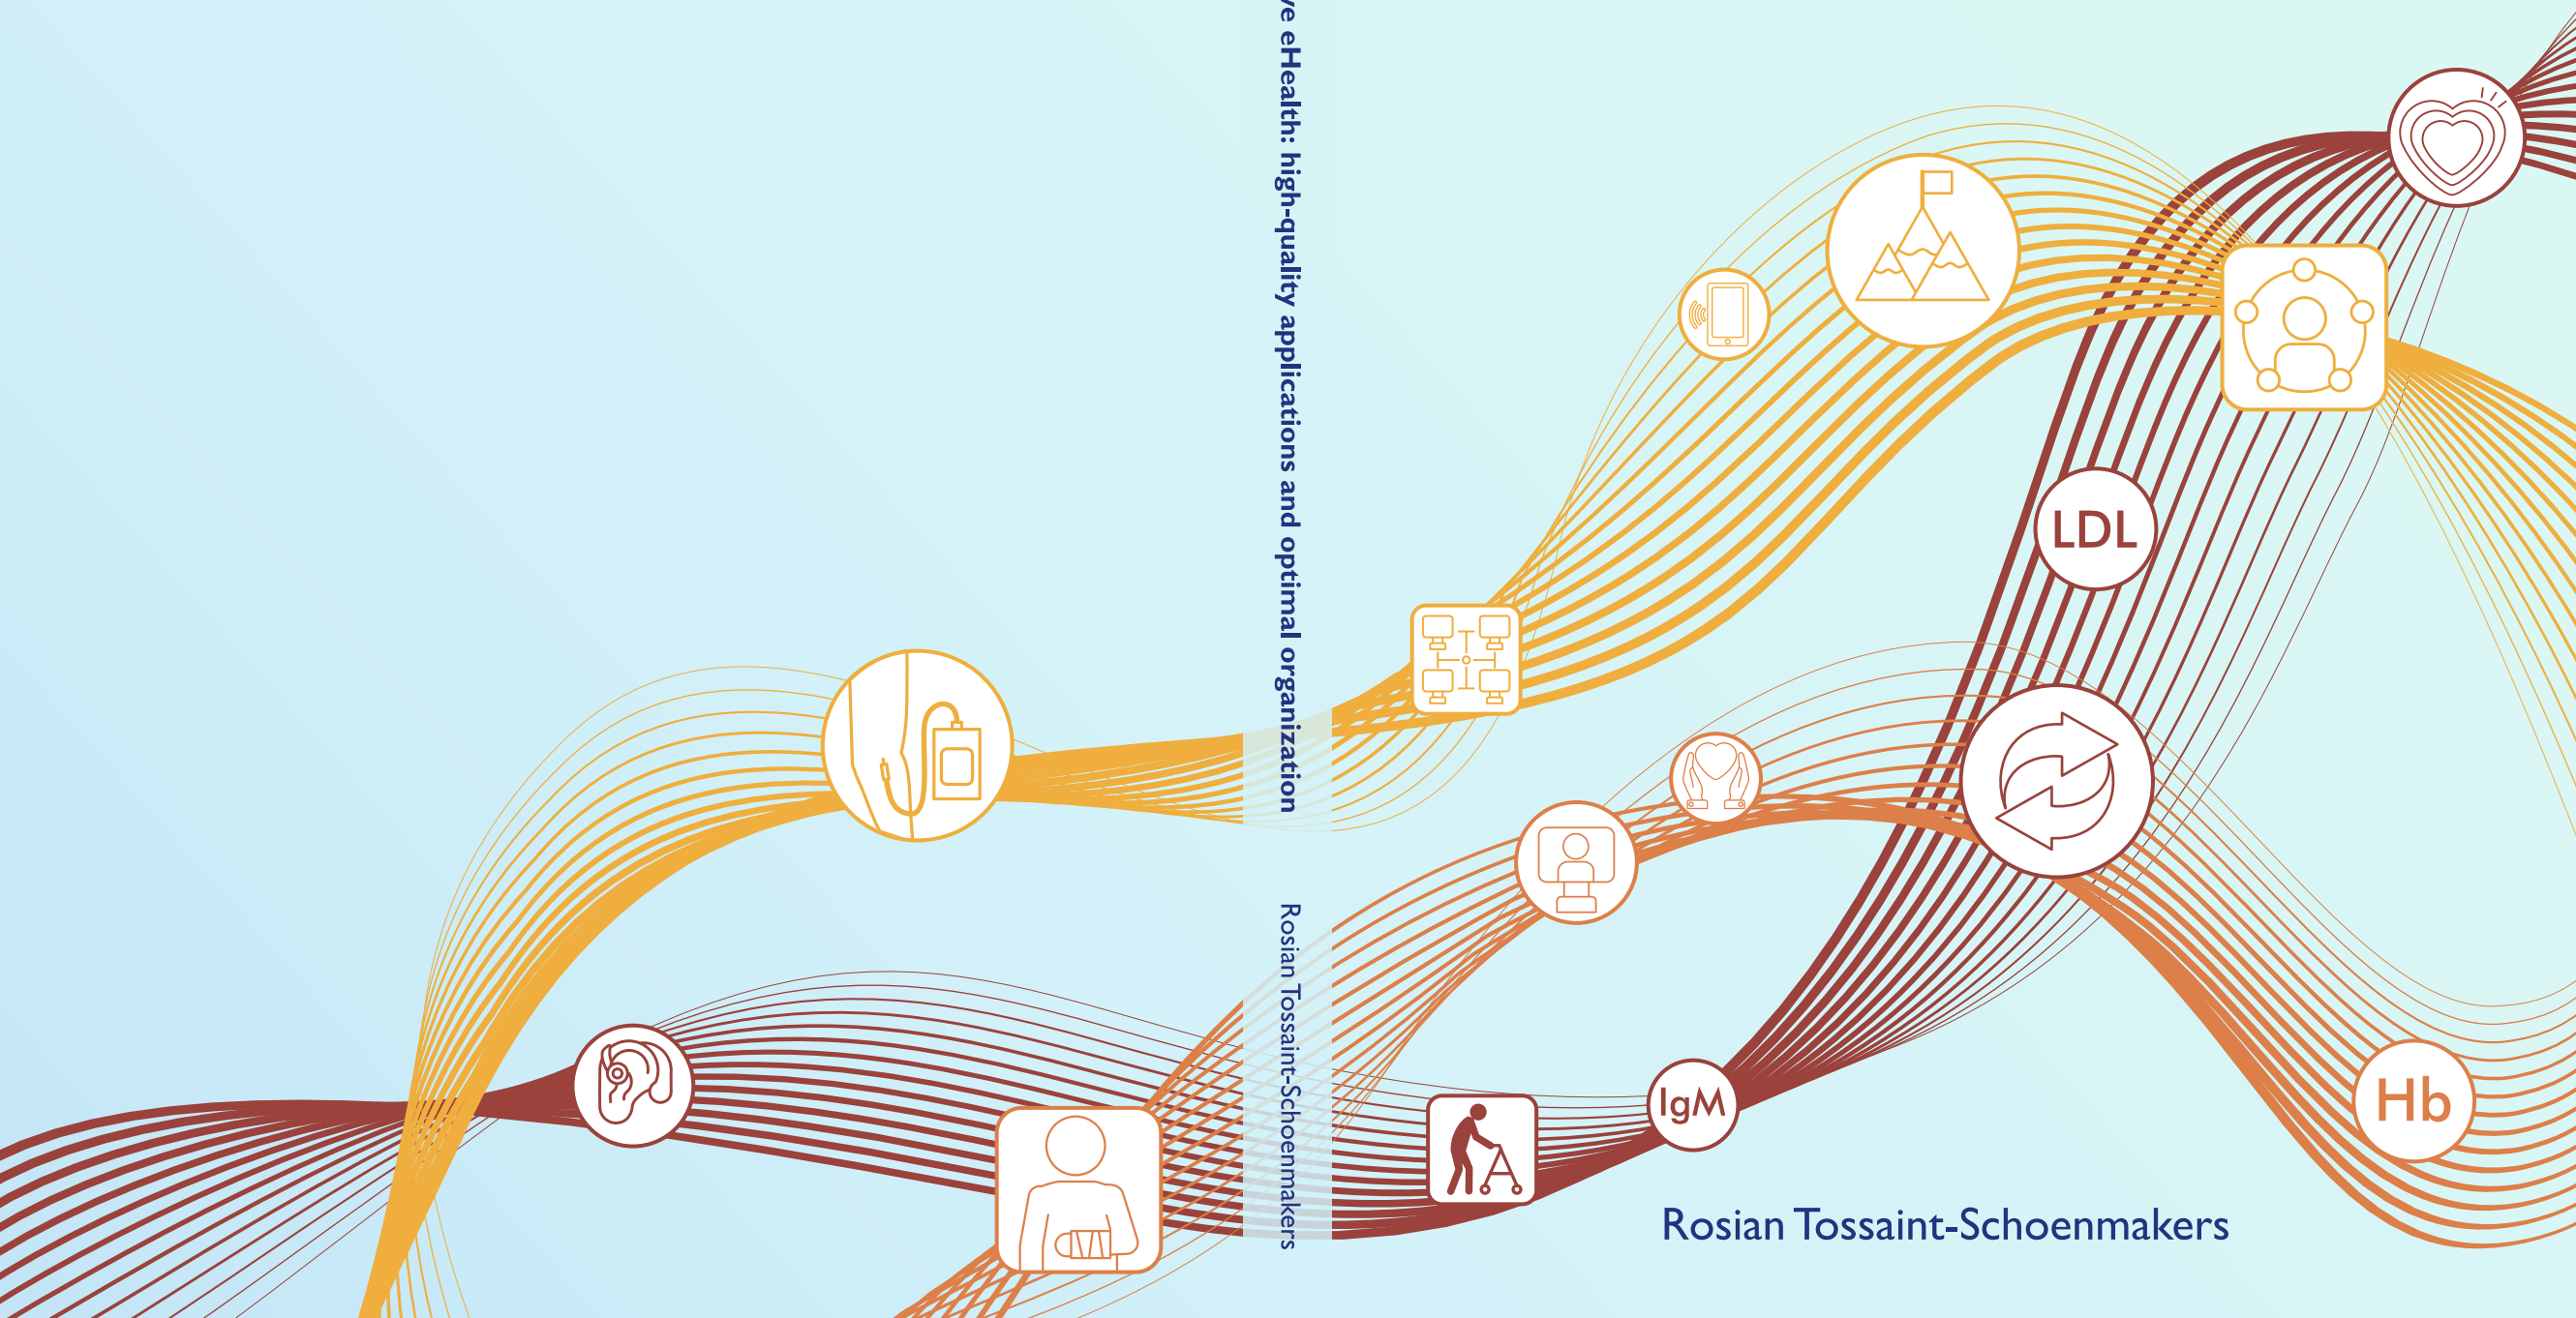 eHealth: high-quality applications and optimal organization
Rosian Tossaint-Schoenmakers
LDL
IgM
Hb
Rosian Tossaint-Schoenmakers